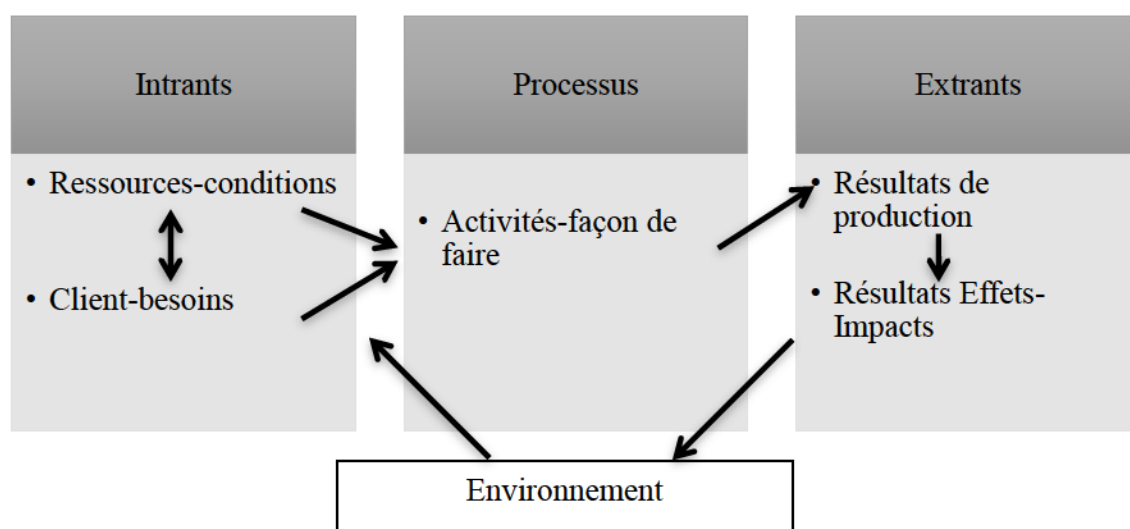 Intrants
Processus
Extrants
• Ressources-conditions
• Client-besoins
• Activités-façon de
faire
• Résultats de
production
• Résultats Effets-
Impacts
Environnement